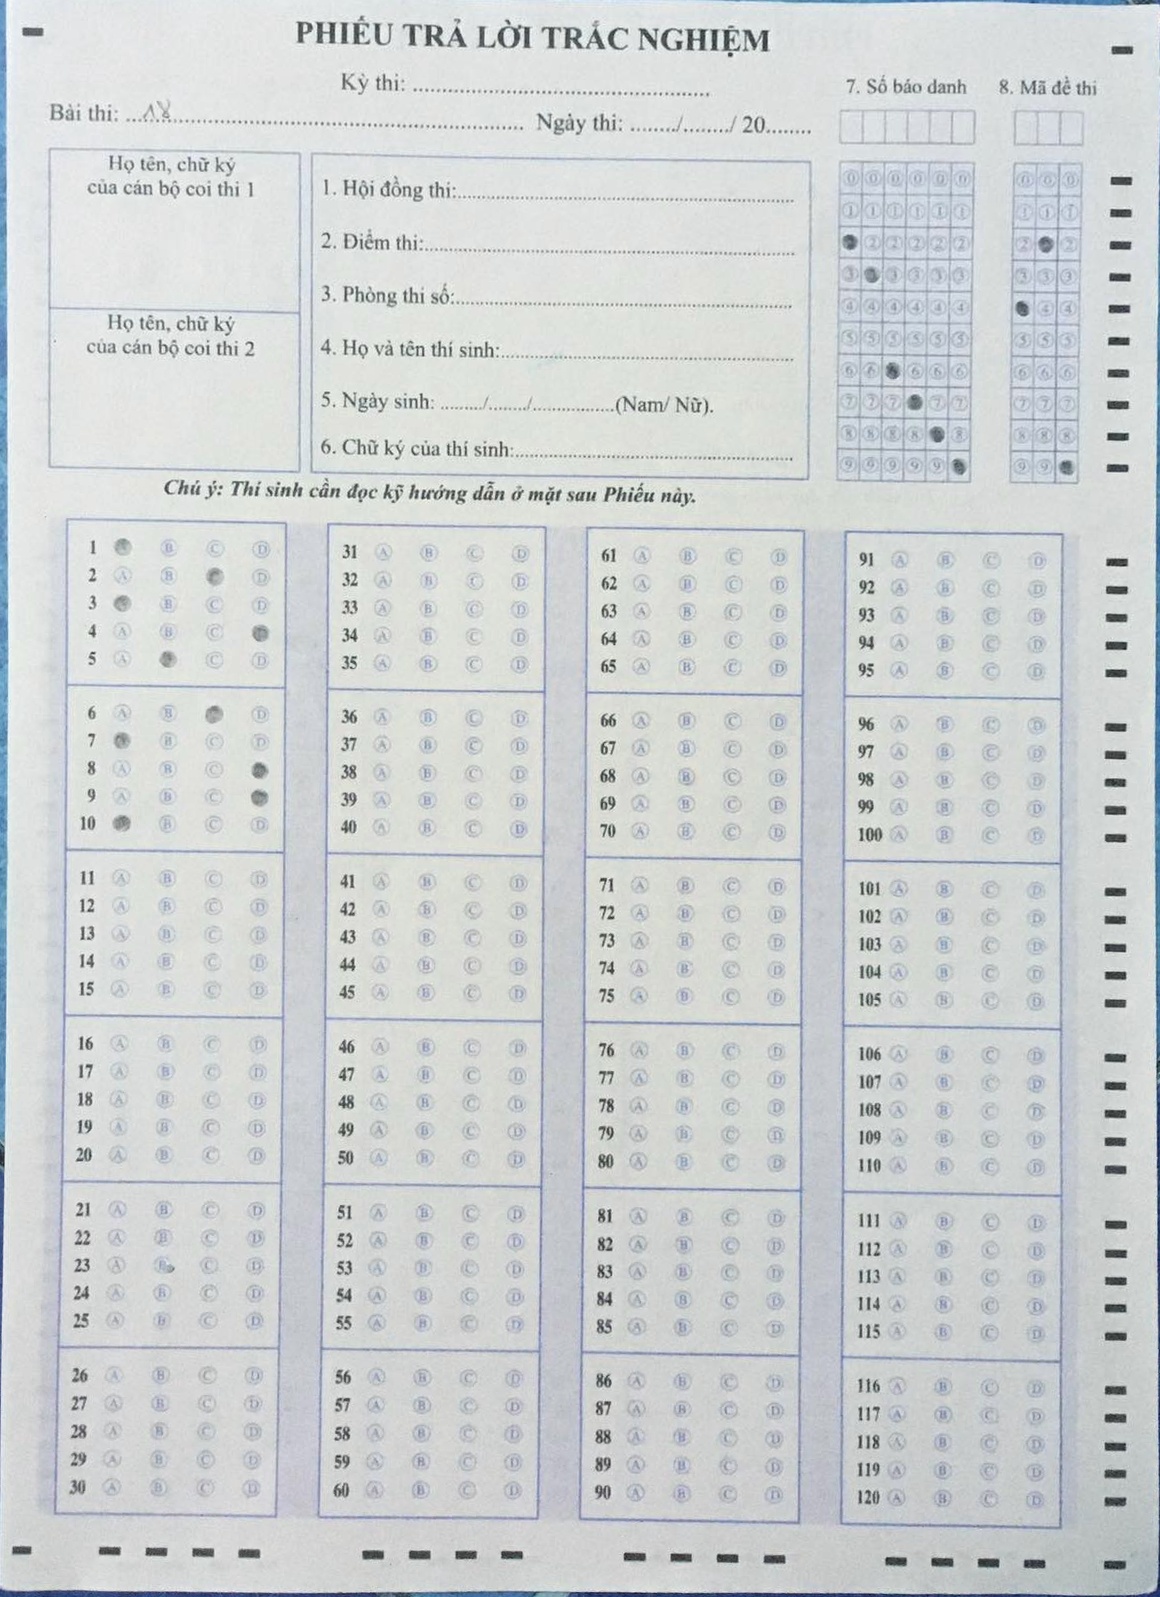 PHIẾU TRẢ LỜI TRẮC NGHIỆM
Kỳ thi: ..........
Bài thi: ...18.......... Ngày thi: ......../......../ 20........
7. Số báo danh
8. Mã đề thi
Họ tên, chữ ký
của cán bộ coi thi 1
Họ tên, chữ ký
của cán bộ coi thi 2
1. Hội đồng thi:..........
2. Điểm thi:..........
3. Phòng thi số:..........
4. Họ và tên thí sinh:..........
5. Ngày sinh: ......../......../...............(Nam/ Nữ).
6. Chữ ký của thí sinh:..........
0 0 0 0 0 0 0 0 0
1 1 1 1 1 1 1 1 1
2 2 2 2 2 2 2
3 3 3 3 3 3 3 3
4 4 4 4 4 4 4 4
5 5 5 5 5 5 5 5 5
6 6 6 6 6 6 6 6
7 7 7 7 7 7 7 7
8 8 8 8 8 8 8 8
9 9 9 9 9 9 9
Chú ý: Thí sinh cần đọc kỹ hướng dẫn ở mặt sau Phiếu này.
1 B C D
2 A B D
3 B C D
4 A B C
5 A C D
6 A B D
7 B C D
8 A B C
9 A B C
10 B C D
11 A B C D
12 A B C D
13 A B C D
14 A B C D
15 A B C D
16 A B C D
17 A B C D
18 A B C D
19 A B C D
20 A B C D
21 A B C D
22 A B C D
23 A B C D
24 A B C D
25 A B C D
26 A B C D
27 A B C D
28 A B C D
29 A B C D
30 A B C D
31 A B C D
32 A B C D
33 A B C D
34 A B C D
35 A B C D
36 A B C D
37 A B C D
38 A B C D
39 A B C D
40 A B C D
41 A B C D
42 A B C D
43 A B C D
44 A B C D
45 A B C D
46 A B C D
47 A B C D
48 A B C D
49 A B C D
50 A B C D
51 A B C D
52 A B C D
53 A B C D
54 A B C D
55 A B C D
56 A B C D
57 A B C D
58 A B C D
59 A B C D
60 A B C D
61 A B C D
62 A B C D
63 A B C D
64 A B C D
65 A B C D
66 A B C D
67 A B C D
68 A B C D
69 A B C D
70 A B C D
71 A B C D
72 A B C D
73 A B C D
74 A B C D
75 A B C D
76 A B C D
77 A B C D
78 A B C D
79 A B C D
80 A B C D
81 A B C D
82 A B C D
83 A B C D
84 A B C D
85 A B C D
86 A B C D
87 A B C D
88 A B C D
89 A B C D
90 A B C D
91 A B C D
92 A B C D
93 A B C D
94 A B C D
95 A B C D
96 A B C D
97 A B C D
98 A B C D
99 A B C D
100 A B C D
101 A B C D
102 A B C D
103 A B C D
104 A B C D
105 A B C D
106 A B C D
107 A B C D
108 A B C D
109 A B C D
110 A B C D
111 A B C D
112 A B C D
113 A B C D
114 A B C D
115 A B C D
116 A B C D
117 A B C D
118 A B C D
119 A B C D
120 A B C D